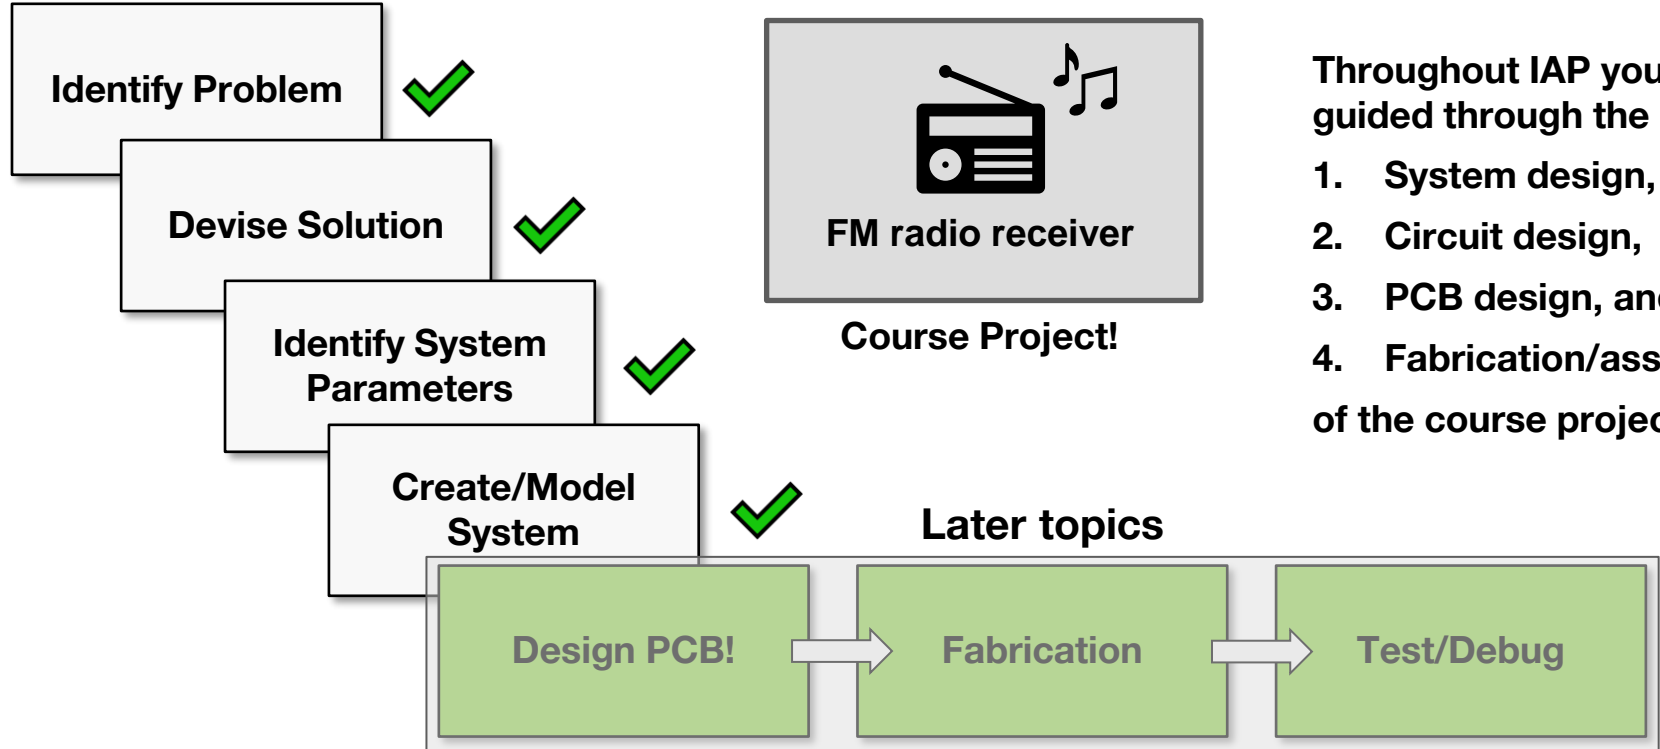 Identify Problem
Devise Solution
Identify System
Parameters
Create/Model
System
FM radio receiver
Course Project!
Throughout IAP you
guided through the
1. System design,
2. Circuit design,
3. PCB design, and
4. Fabrication/ass
of the course projec
Later topics
Design PCB!
Fabrication
Test/Debug